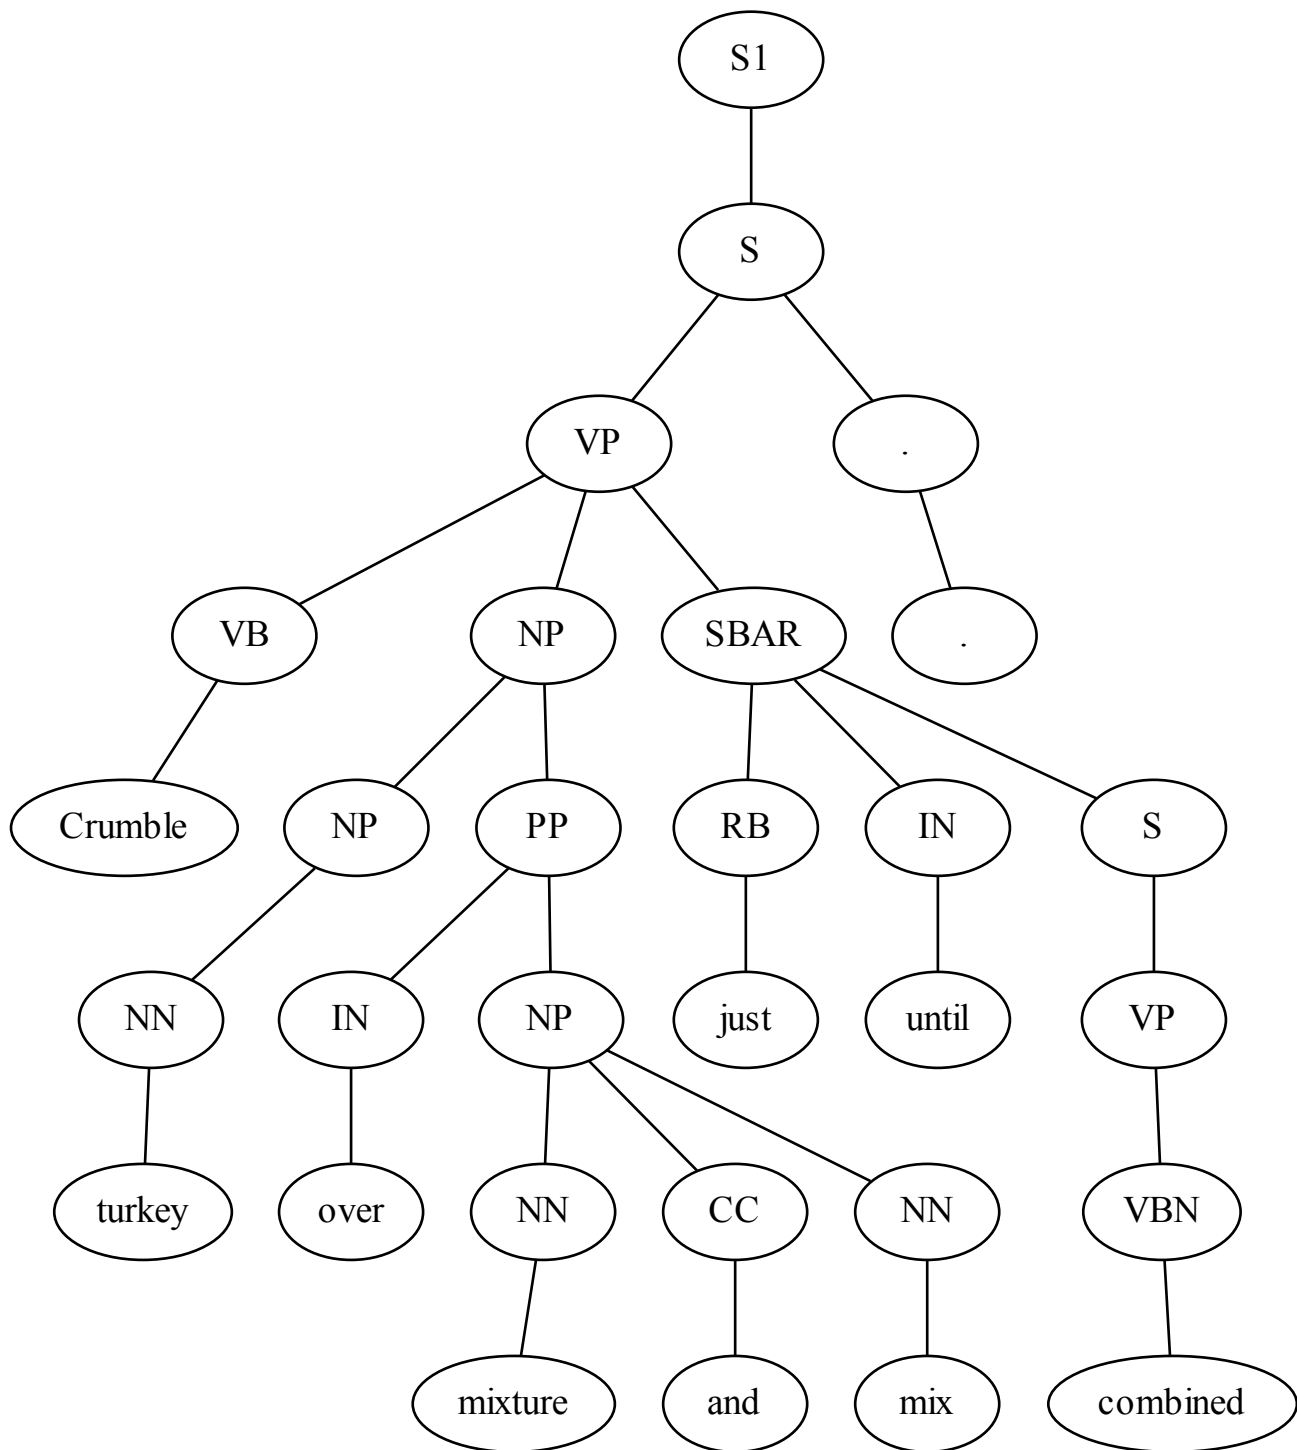 S1
S
VP .
VB NP SBAR .
Crumble NP PP RB IN S
NN IN NP just until VP
turkey over NN CC NN VBN
mixture and mix combined